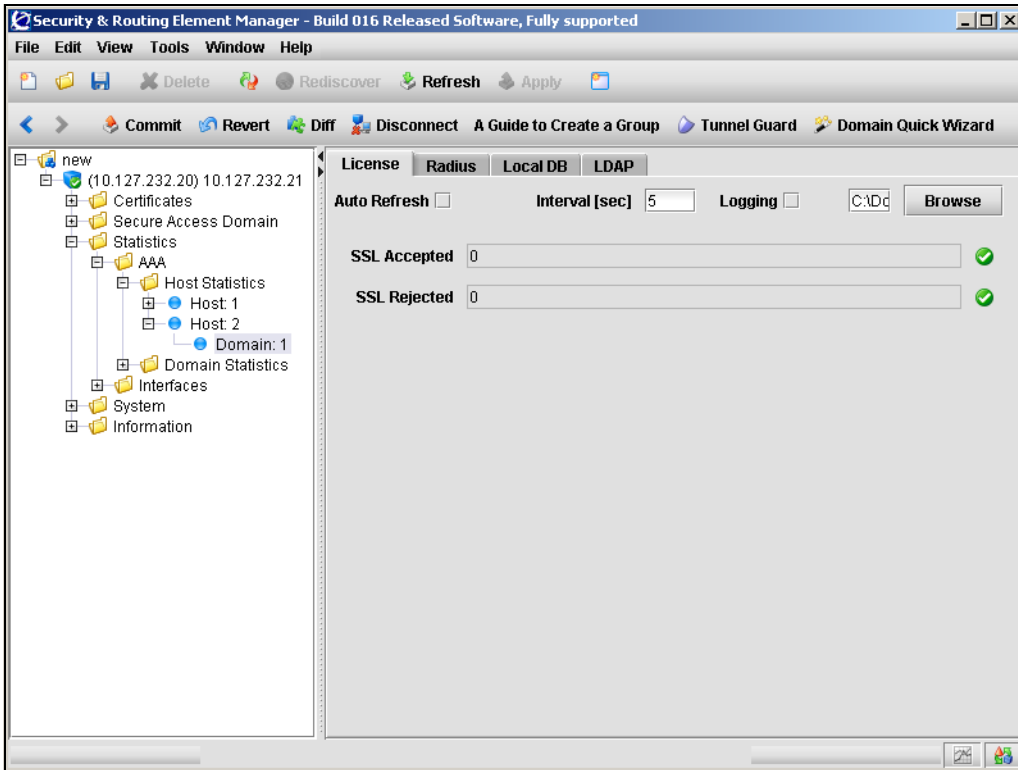 Security & Routing Element Manager - Build 016 Released Software, Fully supported
File Edit View Tools Window Help
Delete Rediscover Refresh Apply
Commit Revert Diff Disconnect A Guide to Create a Group Tunnel Guard Domain Quick Wizard
new
(10.127.232.20) 10.127.232.21
Certificates
Secure Access Domain
Statistics
AAA
Host Statistics
Host: 1
Host: 2
Domain: 1
Domain Statistics
Interfaces
System
Information
License Radius Local DB LDAP
Auto Refresh Interval [sec] 5 Logging Browse
SSL Accepted 0
SSL Rejected 0